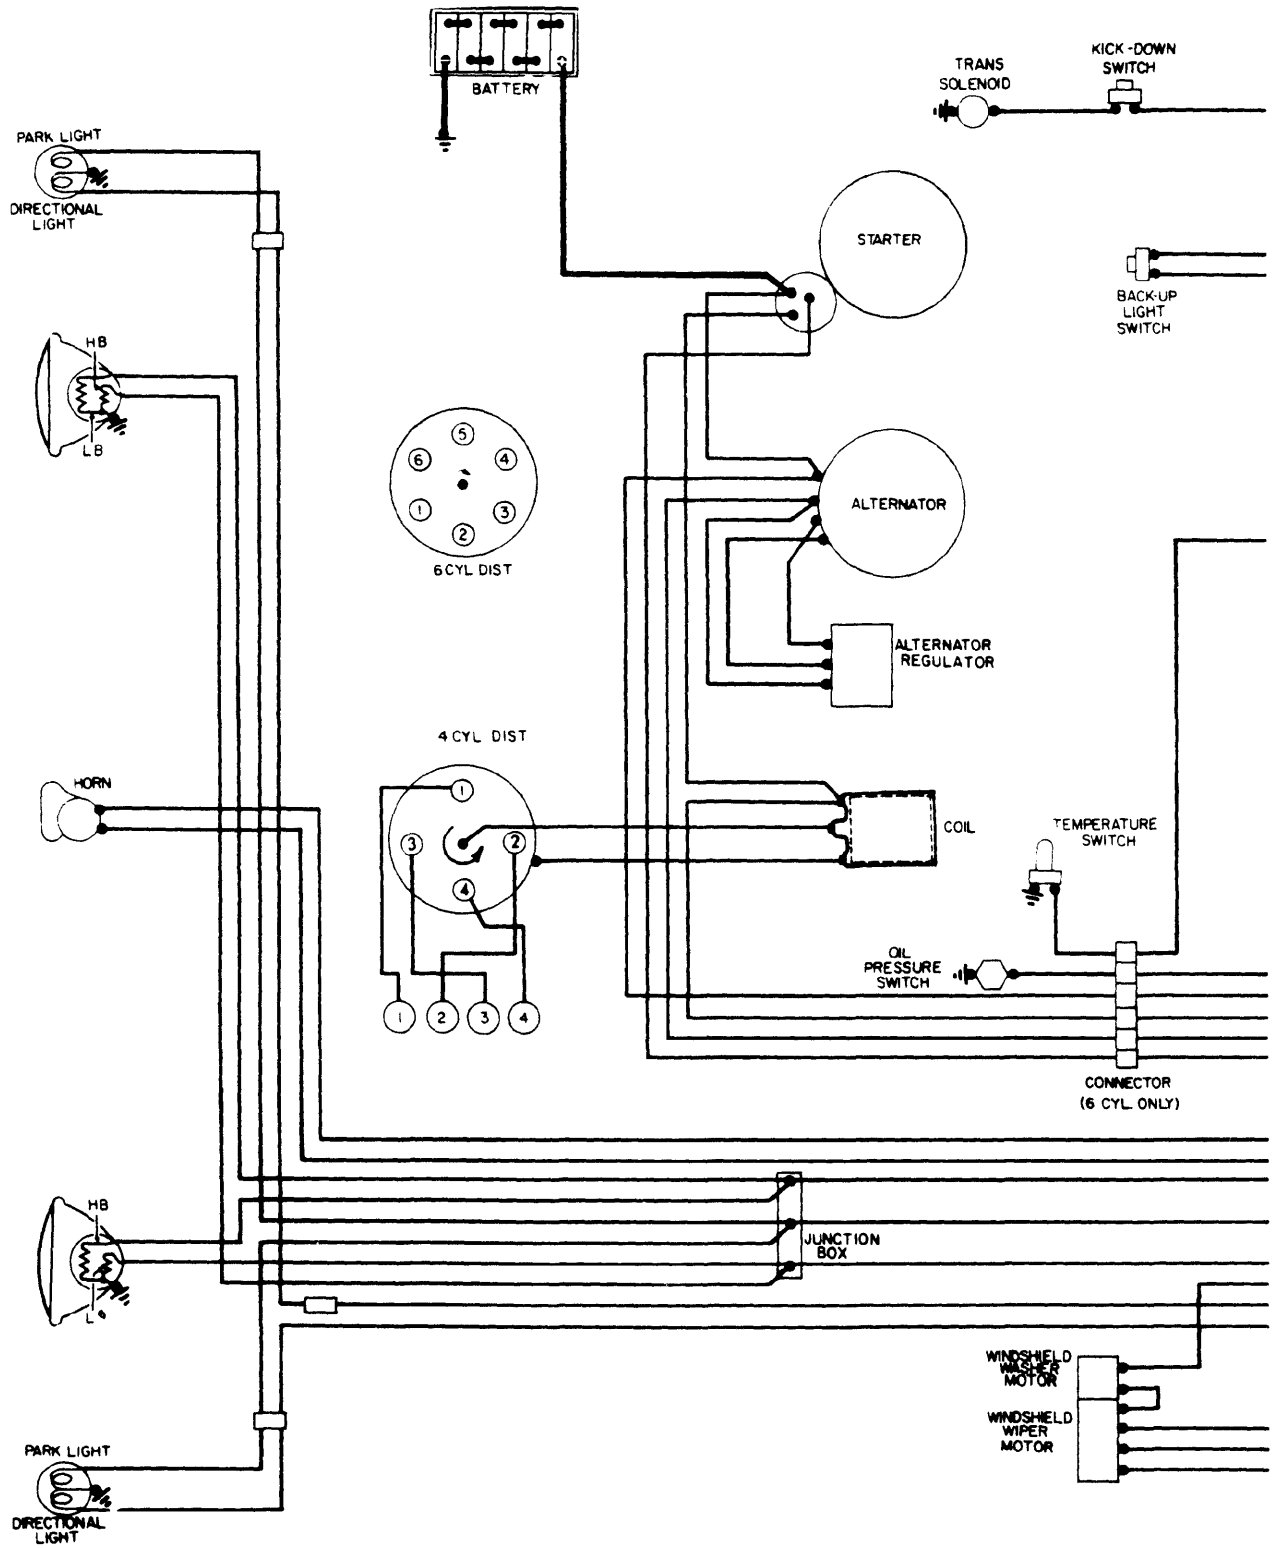 BATTERY
KICK-DOWN
SWITCH
TRANS
SOLENOID
PARK LIGHT
DIRECTIONAL
LIGHT
STARTER
BACK-UP
LIGHT
SWITCH
HB
LB
5
6
4
1
3
2
6 CYL DIST
ALTERNATOR
ALTERNATOR
REGULATOR
4 CYL DIST
HORN
1
3
2
4
COIL
TEMPERATURE
SWITCH
OIL
PRESSURE
SWITCH
1
2
3
4
CONNECTOR
(6 CYL ONLY)
HB
L
JUNCTION
BOX
WINDSHIELD
WASHER
MOTOR
WINDSHIELD
WIPER
MOTOR
PARK LIGHT
DIRECTIONAL
LIGHT